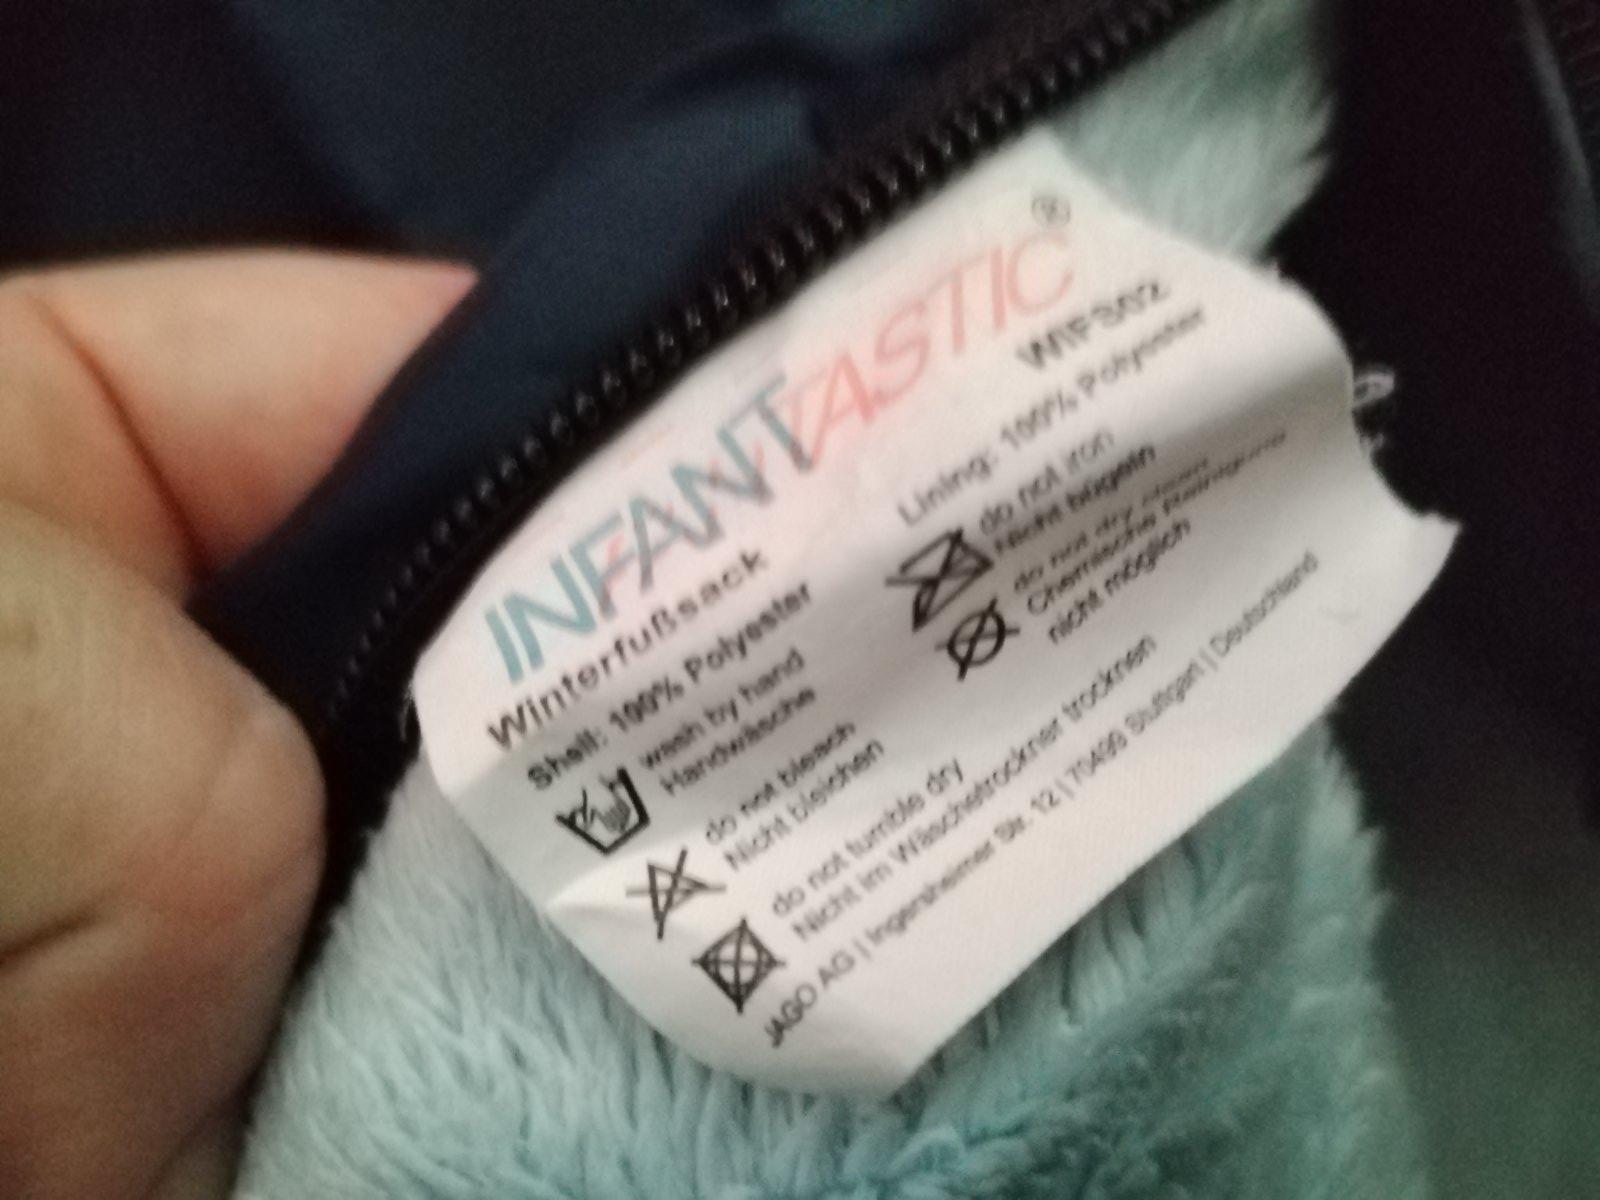 INFANTASTIC®
Winterfußsack WIF302
Shell: 100% Polyester Lining: 100% Polyester
wash by hand
Handwäsche
do not iron
Nicht bügeln
do not bleach
Nicht bleichen
do not dry clean
Chemische Reinigung
nicht möglich
do not tumble dry
Nicht im Wäschetrockner trocknen
JAGO AG | Ingersheimer Str. 12 | 70499 Stuttgart | Deutschland